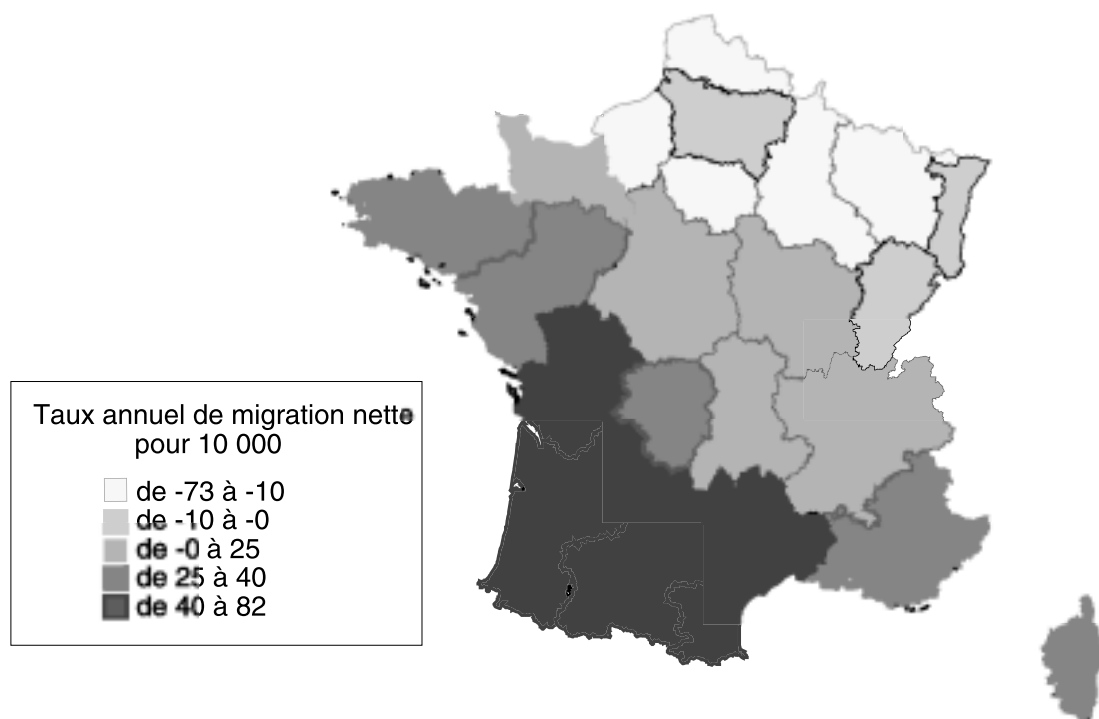 Taux annuel de migration nette
pour 10 000
de -73 à -10
de -10 à -0
de -0 à 25
de 25 à 40
de 40 à 82